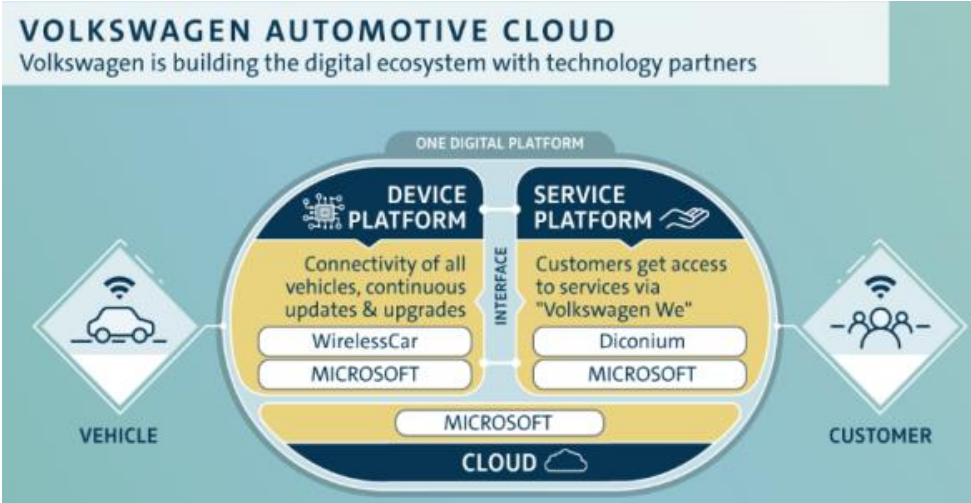 VOLKSWAGEN AUTOMOTIVE CLOUD
Volkswagen is building the digital ecosystem with technology partners
ONE DIGITAL PLATFORM
DEVICE
PLATFORM
Connectivity of all
vehicles, continuous
updates & upgrades
WirelessCar
MICROSOFT
INTERFACE
SERVICE
PLATFORM
Customers get access
to services via
"Volkswagen We"
Diconium
MICROSOFT
MICROSOFT
CLOUD
VEHICLE
CUSTOMER